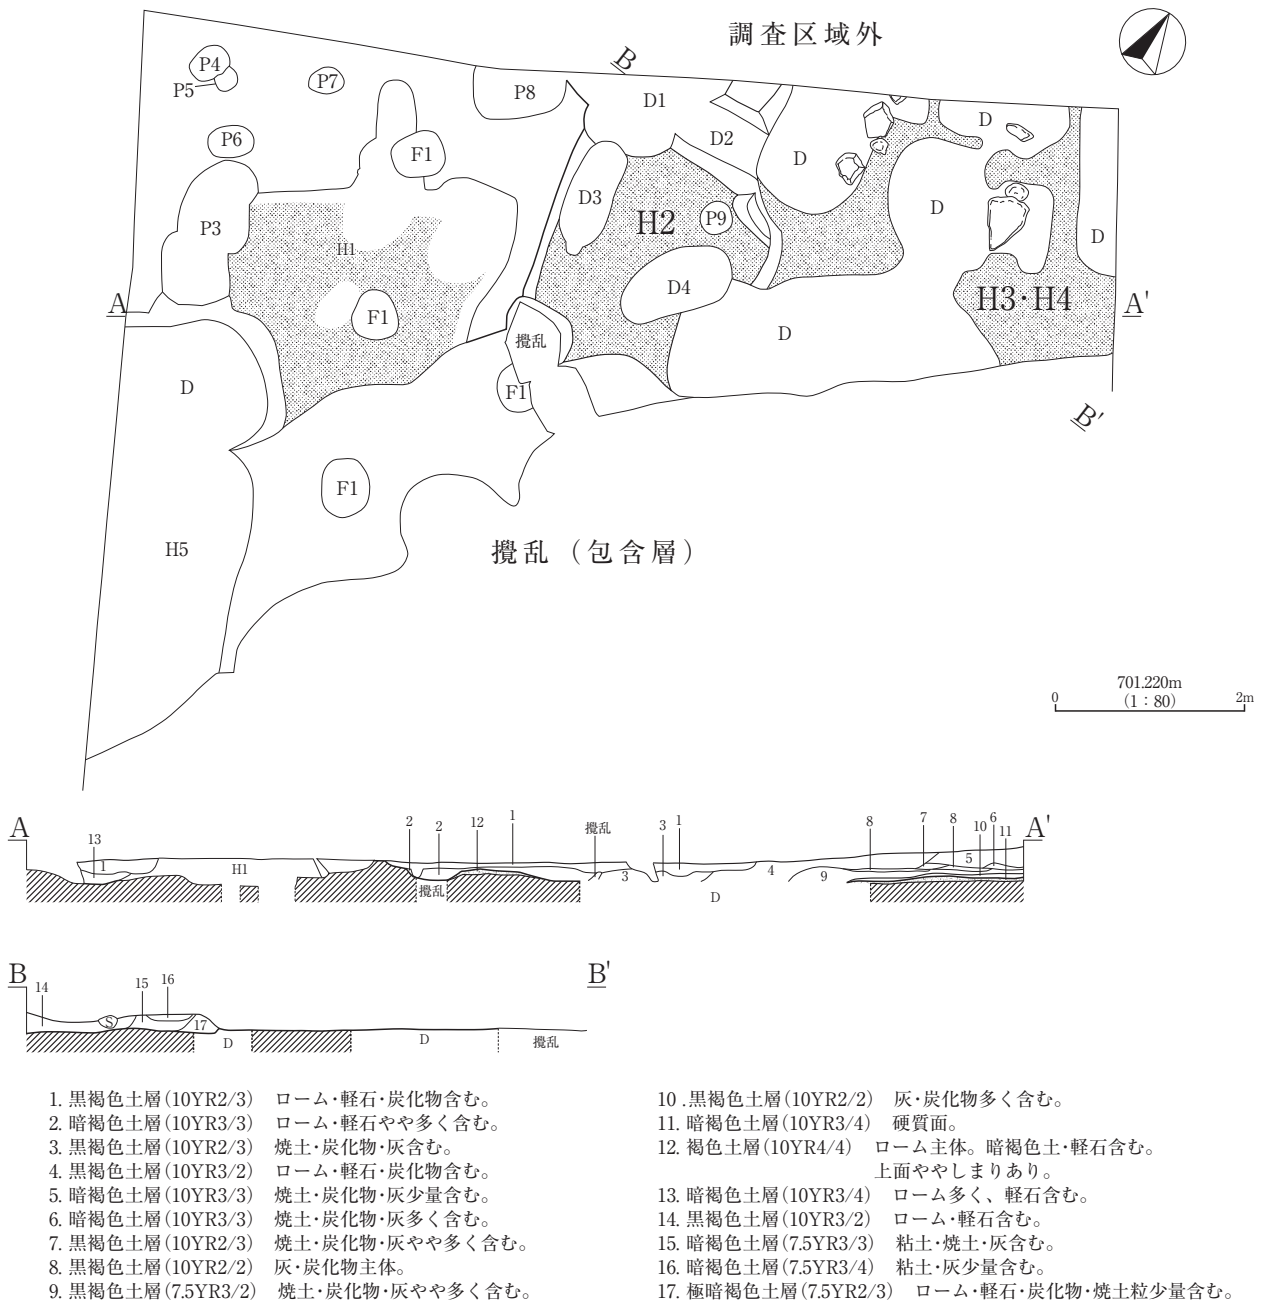 調査区域外
B
P4
P5
P7
P8
D1
D2
D
D
P6
F1
P3
H1
D3
H2
P9
D
D
A
F1
D4
H3・H4
A'
攪乱
D
D
F1
B'
F1
H5
攪乱（包含層）
701.220m
0 （1：80） 2m
A
13
1
H1
2
2
12
1
攪乱
攪乱
3
3
1
D
4
9
8
7
8
10
6
11
5
A'
B
14
S
15
16
17
D
D
攪乱
B'
1. 黒褐色土層(10YR2/3)　ローム・軽石・炭化物含む。
2. 暗褐色土層(10YR3/3)　ローム・軽石やや多く含む。
3. 黒褐色土層(10YR2/3)　焼土・炭化物・灰含む。
4. 黒褐色土層(10YR3/2)　ローム・軽石・炭化物含む。
5. 暗褐色土層(10YR3/3)　焼土・炭化物・灰少量含む。
6. 暗褐色土層(10YR3/3)　焼土・炭化物・灰多く含む。
7. 黒褐色土層(10YR2/3)　焼土・炭化物・灰やや多く含む。
8. 黒褐色土層(10YR2/2)　灰・炭化物主体。
9. 黒褐色土層(7.5YR3/2)　焼土・炭化物・灰やや多く含む。
10 .黒褐色土層(10YR2/2)　灰・炭化物多く含む。
11. 暗褐色土層(10YR3/4)　硬質面。
12. 褐色土層(10YR4/4)　ローム主体。暗褐色土・軽石含む。
上面ややしまりあり。
13. 暗褐色土層(10YR3/4)　ローム多く、軽石含む。
14. 黒褐色土層(10YR3/2)　ローム・軽石含む。
15. 暗褐色土層(7.5YR3/3)　粘土・焼土・灰含む。
16. 暗褐色土層(7.5YR3/4)　粘土・灰少量含む。
17. 極暗褐色土層(7.5YR2/3)　ローム・軽石・炭化物・焼土粒少量含む。